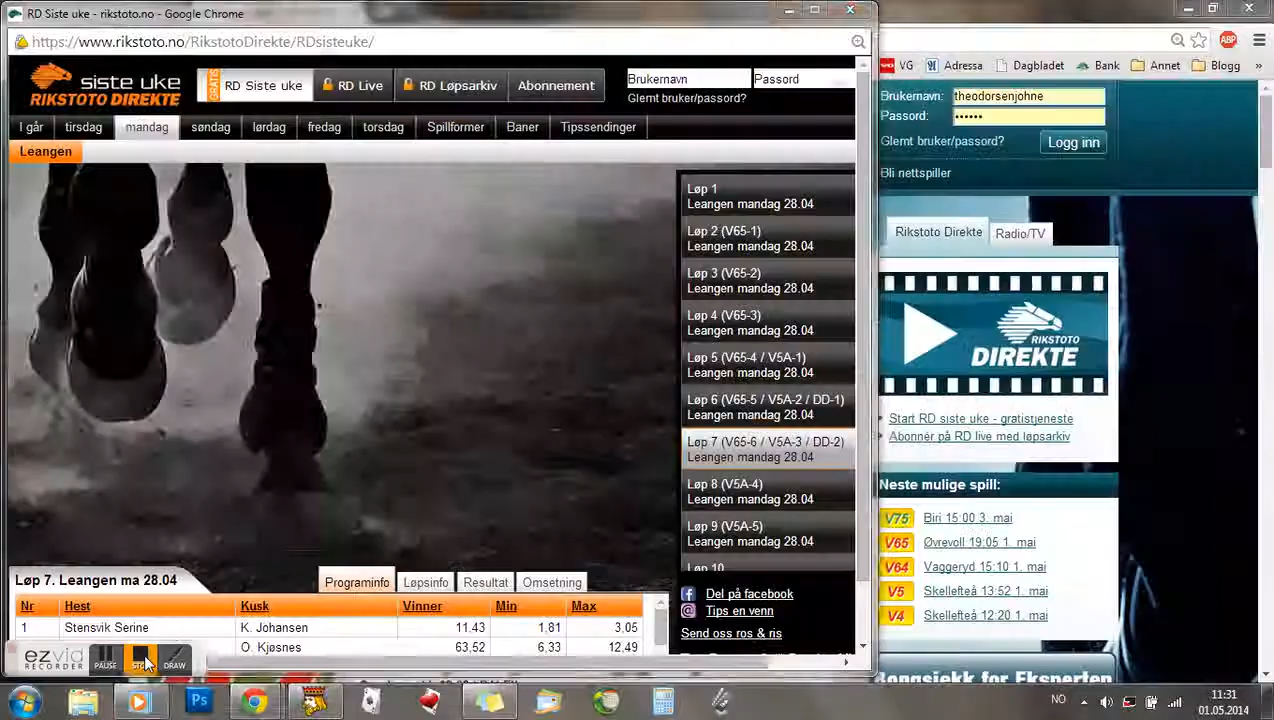 RD Siste uke - rikstoto.no - Google Chrome
https://www.rikstoto.no/RikstotoDirekte/RDsisteuke/
siste uke
RIKSTOTO DIREKTE
GRATIS
RD Siste uke
RD Live
RD Løpsarkiv
Abonnement
Brukernavn
Passord
Glemt bruker/passord?
I går
tirsdag
mandag
søndag
lørdag
fredag
torsdag
Spillformer
Baner
Tipssendinger
Leangen
Løp 1
Leangen mandag 28.04
Løp 2 (V65-1)
Leangen mandag 28.04
Løp 3 (V65-2)
Leangen mandag 28.04
Løp 4 (V65-3)
Leangen mandag 28.04
Løp 5 (V65-4 / V5A-1)
Leangen mandag 28.04
Løp 6 (V65-5 / V5A-2 / DD-1)
Leangen mandag 28.04
Løp 7 (V65-6 / V5A-3 / DD-2)
Leangen mandag 28.04
Løp 8 (V5A-4)
Leangen mandag 28.04
Løp 9 (V5A-5)
Leangen mandag 28.04
Løp 10
Del på facebook
Tips en venn
Send oss ros & ris
Løp 7. Leangen ma 28.04
Programinfo
Løpsinfo
Resultat
Omsetning
Nr Hest Kusk Vinner Min Max
1 Stensvik Serine K. Johansen 11,43 1,81 3,05
O. Kjøsnes 63,52 6,33 12,49
ezvid
RECORDER
PAUSE
DRAW
ABP
VG
Adressa
Dagbladet
Bank
Annet
Blogg
»
Brukernavn: theodorsenjohne
Passord: ••••••
Glemt bruker/passord?
Logg inn
Bli nettspiller
Rikstoto Direkte
Radio/TV
RIKSTOTO
DIREKTE
Start RD siste uke - gratistjeneste
Abonnér på RD live med løpsarkiv
Neste mulige spill:
V75 Biri 15:00 3. mai
V65 Øvrevoll 19:05 1. mai
V64 Vaggeryd 15:10 1. mai
V5 Skellefteå 13:52 1. mai
V4 Skellefteå 12:20 1. mai
Bongsjekk for Eksperten
Ps
NO
11:31
01.05.2014